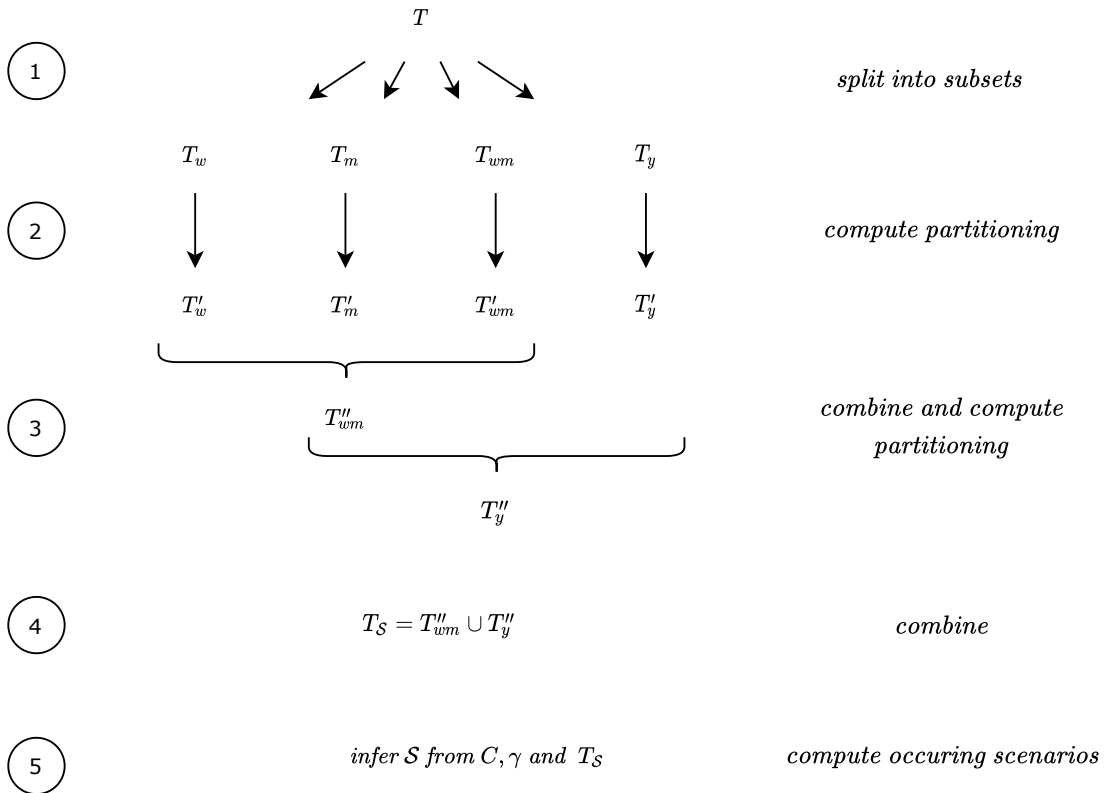 T
1
split into subsets
T_w T_m T_wm T_y
2
compute partitioning
T′_w T′_m T′_wm T′_y
3
T″_wm
combine and compute
partitioning
T″_y
4
T_𝒮 = T″_wm ∪ T″_y
combine
5
infer 𝒮 from C, γ and T_𝒮
compute occuring scenarios